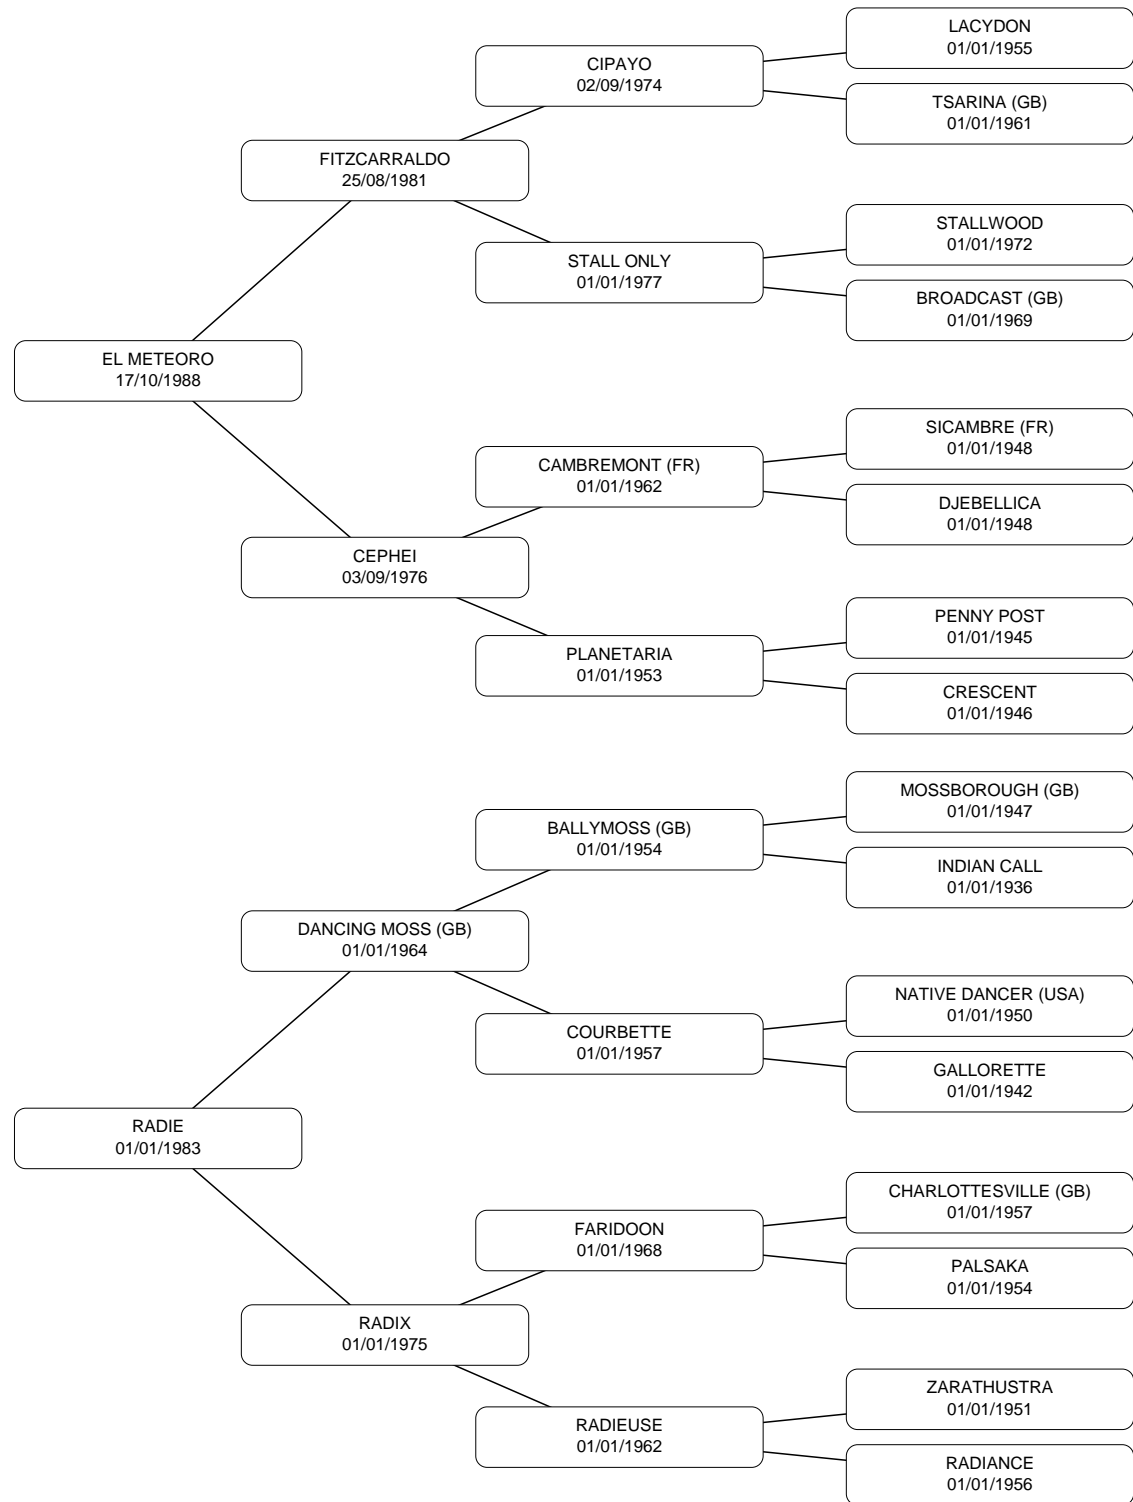 LACYDON
01/01/1955
CIPAYO
02/09/1974
TSARINA (GB)
01/01/1961
FITZCARRALDO
25/08/1981
STALLWOOD
01/01/1972
STALL ONLY
01/01/1977
BROADCAST (GB)
01/01/1969
EL METEORO
17/10/1988
SICAMBRE (FR)
01/01/1948
CAMBREMONT (FR)
01/01/1962
DJEBELLICA
01/01/1948
CEPHEI
03/09/1976
PENNY POST
01/01/1945
PLANETARIA
01/01/1953
CRESCENT
01/01/1946
MOSSBOROUGH (GB)
01/01/1947
BALLYMOSS (GB)
01/01/1954
INDIAN CALL
01/01/1936
DANCING MOSS (GB)
01/01/1964
NATIVE DANCER (USA)
01/01/1950
COURBETTE
01/01/1957
GALLORETTE
01/01/1942
RADIE
01/01/1983
CHARLOTTESVILLE (GB)
01/01/1957
FARIDOON
01/01/1968
PALSAKA
01/01/1954
RADIX
01/01/1975
ZARATHUSTRA
01/01/1951
RADIEUSE
01/01/1962
RADIANCE
01/01/1956